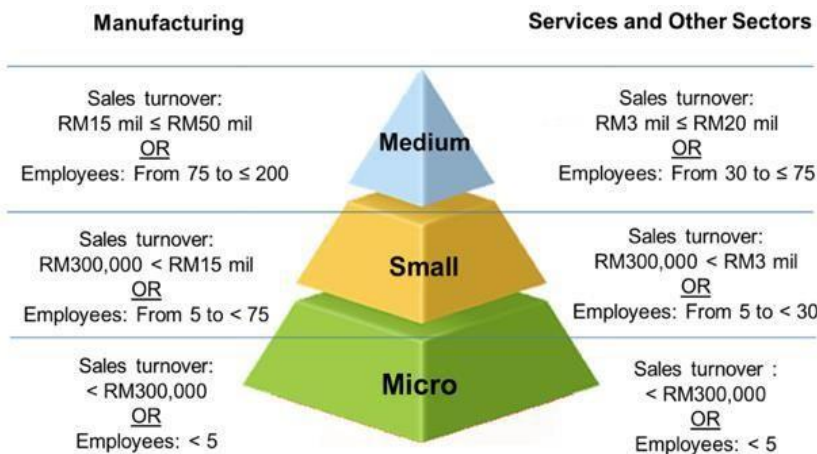 Manufacturing
Services and Other Sectors
Sales turnover:
RM15 mil ≤ RM50 mil
OR
Employees: From 75 to ≤ 200
Medium
Sales turnover:
RM3 mil ≤ RM20 mil
OR
Employees: From 30 to ≤ 75
Sales turnover:
RM300,000 < RM15 mil
OR
Employees: From 5 to < 75
Small
Sales turnover:
RM300,000 < RM3 mil
OR
Employees: From 5 to < 30
Sales turnover:
< RM300,000
OR
Employees: < 5
Micro
Sales turnover :
< RM300,000
OR
Employees: < 5